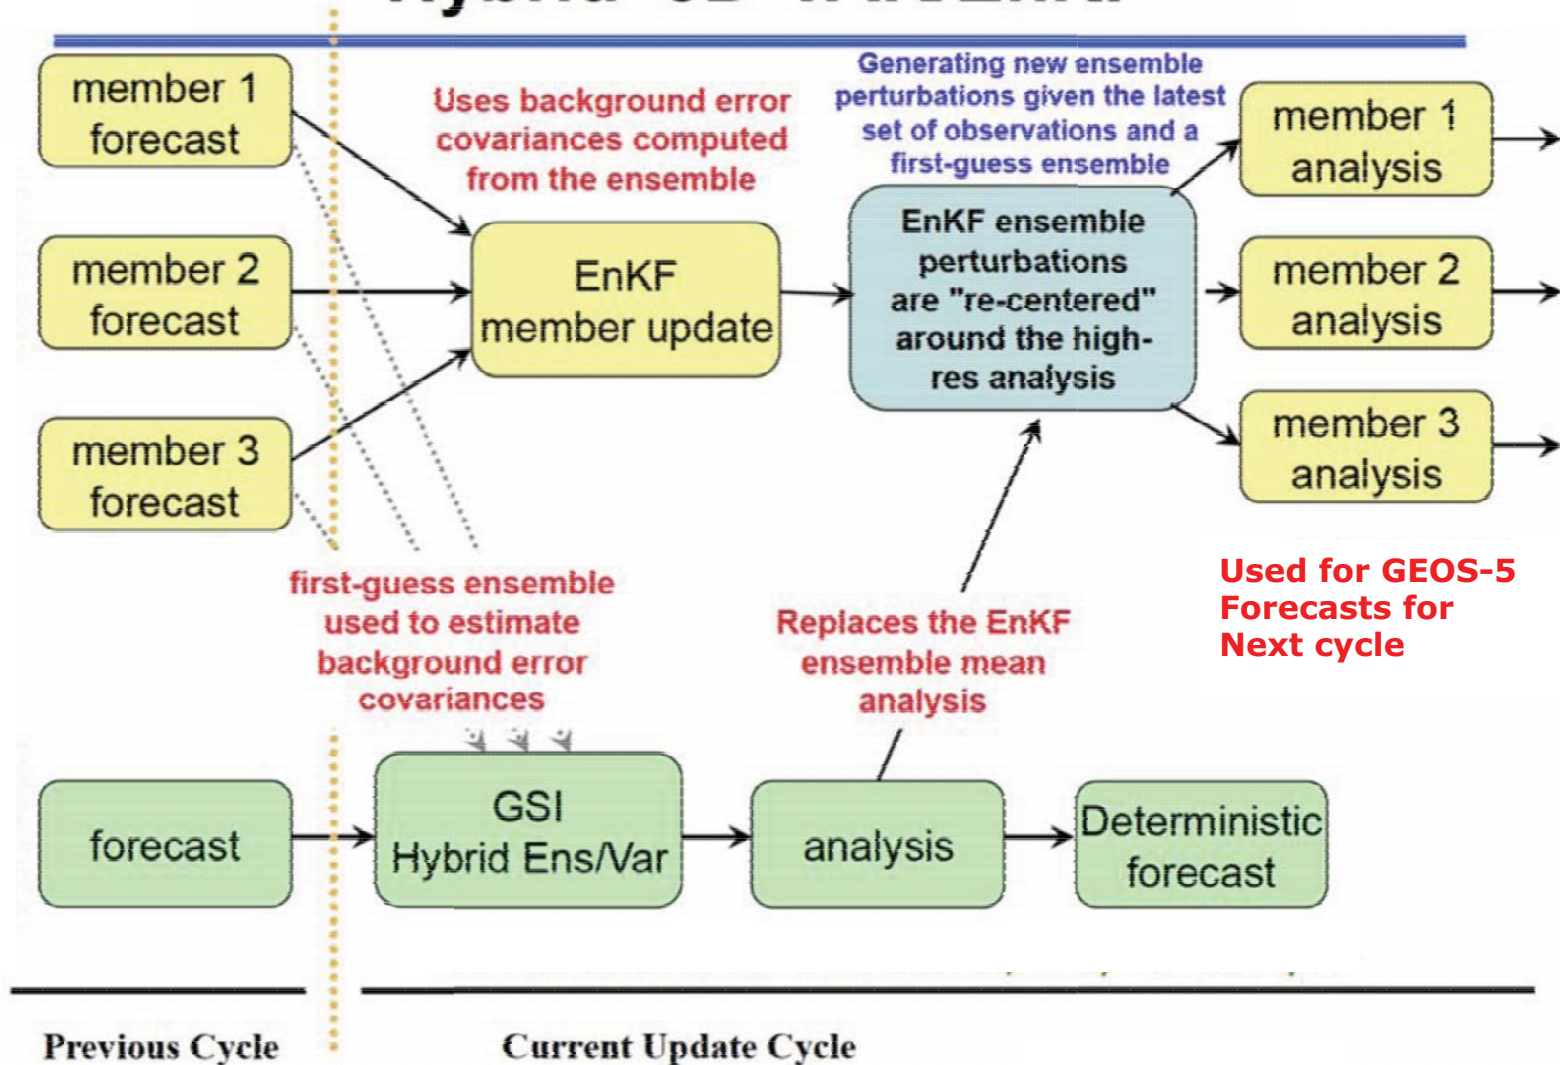 member 1
forecast
Uses background error
covariances computed
from the ensemble
Generating new ensemble
perturbations given the latest
set of observations and a
first-guess ensemble
member 1
analysis
member 2
forecast
EnKF
member update
EnKF ensemble
perturbations
are "re-centered"
around the high-
res analysis
member 2
analysis
member 3
forecast
member 3
analysis
first-guess ensemble
used to estimate
background error
covariances
Replaces the EnKF
ensemble mean
analysis
Used for GEOS-5
Forecasts for
Next cycle
forecast
GSI
Hybrid Ens/Var
analysis
Deterministic
forecast
Previous Cycle
Current Update Cycle